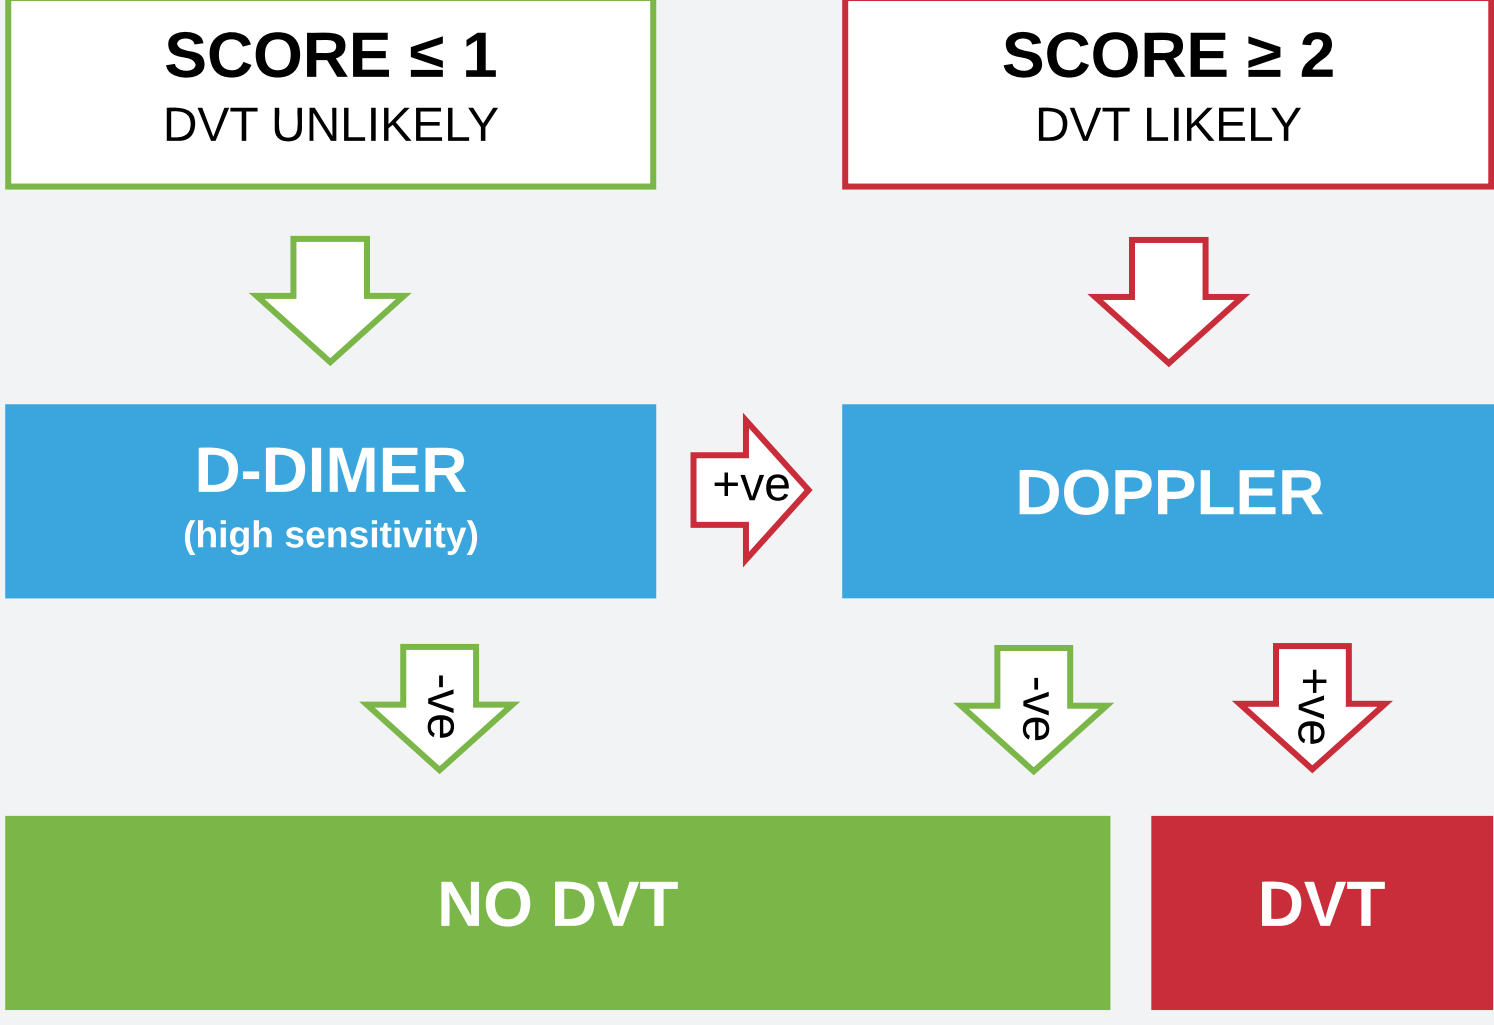 SCORE ≤ 1
DVT UNLIKELY
SCORE ≥ 2
DVT LIKELY
D-DIMER
(high sensitivity)
+ve
DOPPLER
-ve
-ve
+ve
NO DVT
DVT